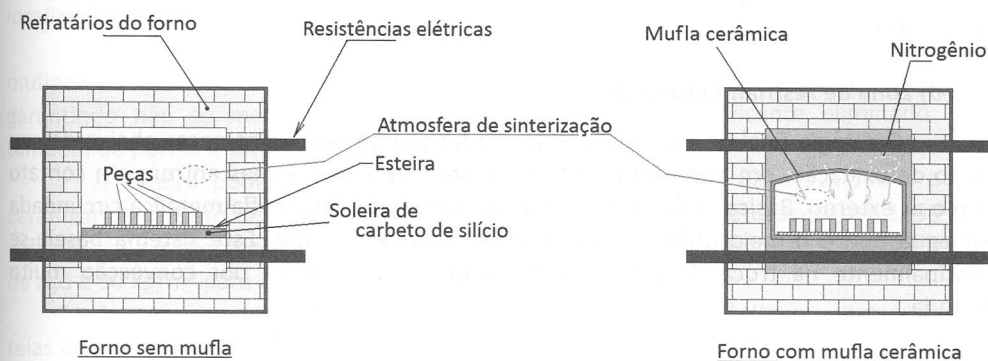 Refratários do forno
Resistências elétricas
Mufla cerâmica
Nitrogênio
Atmosfera de sinterização
Peças
Esteira
Soleira de
carbeto de silício
Forno sem mufla
Forno com mufla cerâmica